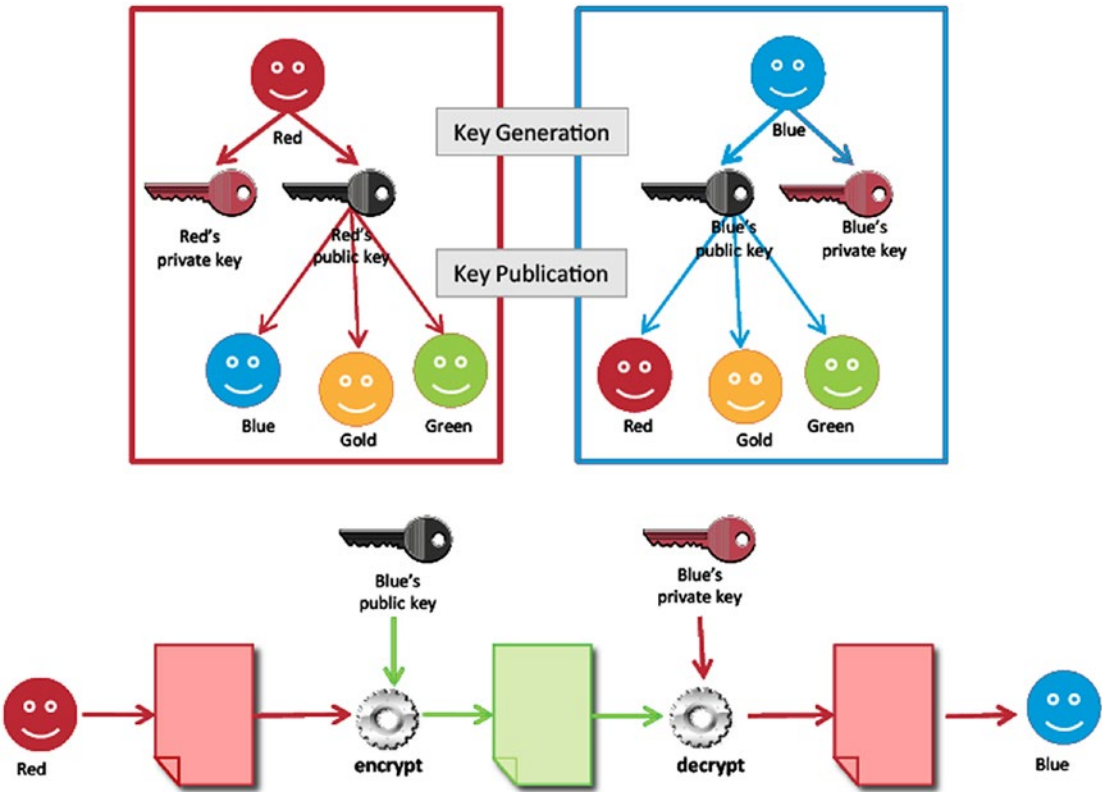 Red
Key Generation
Blue
Red's
private key
Red's
public key
Blue's
public key
Blue's
private key
Key Publication
Blue
Gold
Green
Red
Gold
Green
Blue's
public key
Blue's
private key
Red
encrypt
decrypt
Blue